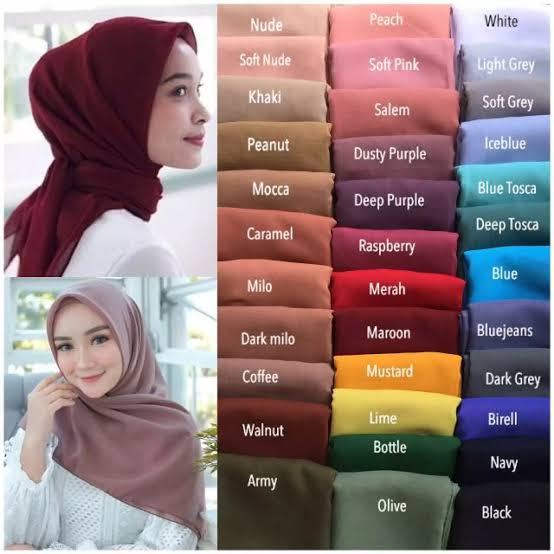 Nude
Soft Nude
Khaki
Peanut
Mocca
Caramel
Milo
Dark milo
Coffee
Walnut
Army
Peach
Soft Pink
Salem
Dusty Purple
Deep Purple
Raspberry
Merah
Maroon
Mustard
Lime
Bottle
Olive
White
Light Grey
Soft Grey
Iceblue
Blue Tosca
Deep Tosca
Blue
Bluejeans
Dark Grey
Birell
Navy
Black